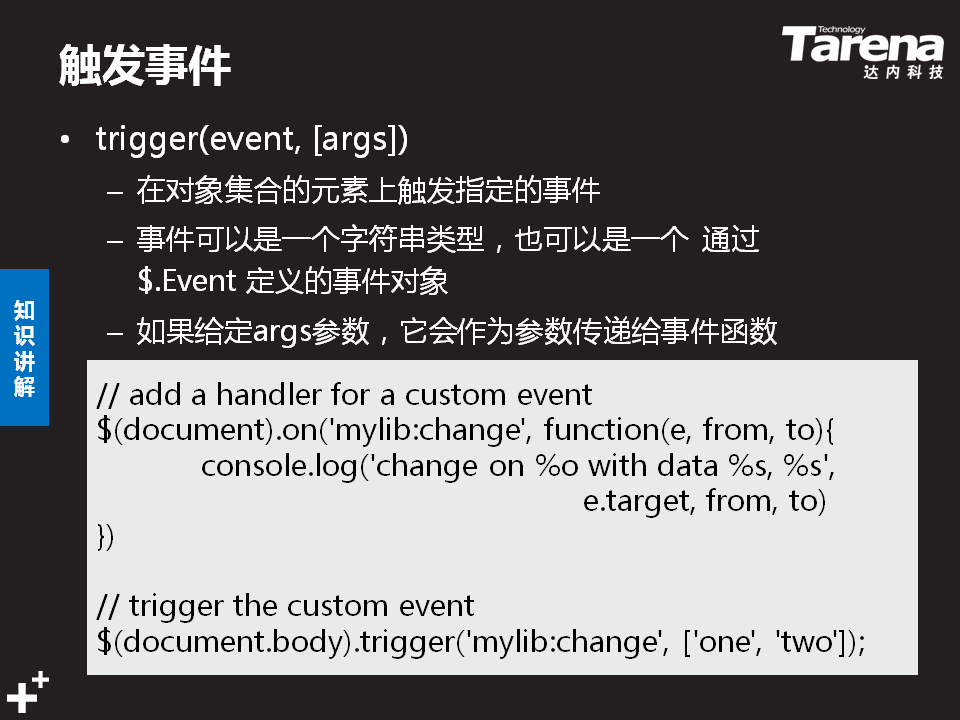 触发事件
Technology
Tarena
达内科技
• trigger(event, [args])
– 在对象集合的元素上触发指定的事件
– 事件可以是一个字符串类型，也可以是一个 通过
$.Event 定义的事件对象
– 如果给定args参数，它会作为参数传递给事件函数
知识讲解
// add a handler for a custom event
$(document).on('mylib:change', function(e, from, to){
console.log('change on %o with data %s, %s',
e.target, from, to)
})
// trigger the custom event
$(document.body).trigger('mylib:change', ['one', 'two']);